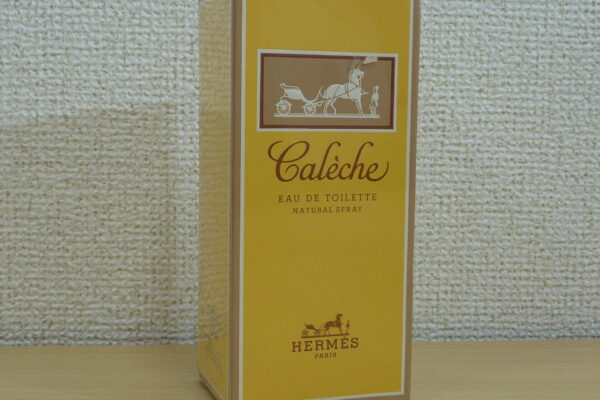 Calèche
EAU DE TOILETTE
NATURAL SPRAY
HERMÈS
PARIS